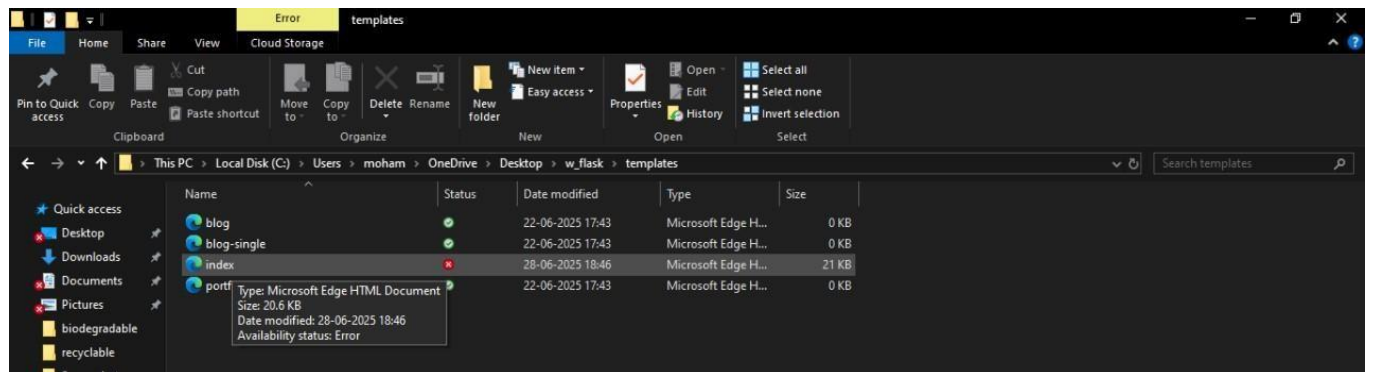 Error templates
File Home Share View Cloud Storage
Pin to Quick access
Copy
Paste
Cut
Copy path
Paste shortcut
Clipboard
Move to
Copy to
Delete
Rename
Organize
New folder
New item
Easy access
New
Properties
Open
Edit
History
Open
Select all
Select none
Invert selection
Select
This PC > Local Disk (C:) > Users > moham > OneDrive > Desktop > w_flask > templates
Search templates
Quick access
Desktop
Downloads
Documents
Pictures
biodegradable
recyclable
Name Status Date modified Type Size
blog 22-06-2025 17:43 Microsoft Edge H... 0 KB
blog-single 22-06-2025 17:43 Microsoft Edge H... 0 KB
index 28-06-2025 18:46 Microsoft Edge H... 21 KB
portf 22-06-2025 17:43 Microsoft Edge H... 0 KB
Type: Microsoft Edge HTML Document
Size: 20.6 KB
Date modified: 28-06-2025 18:46
Availability status: Error